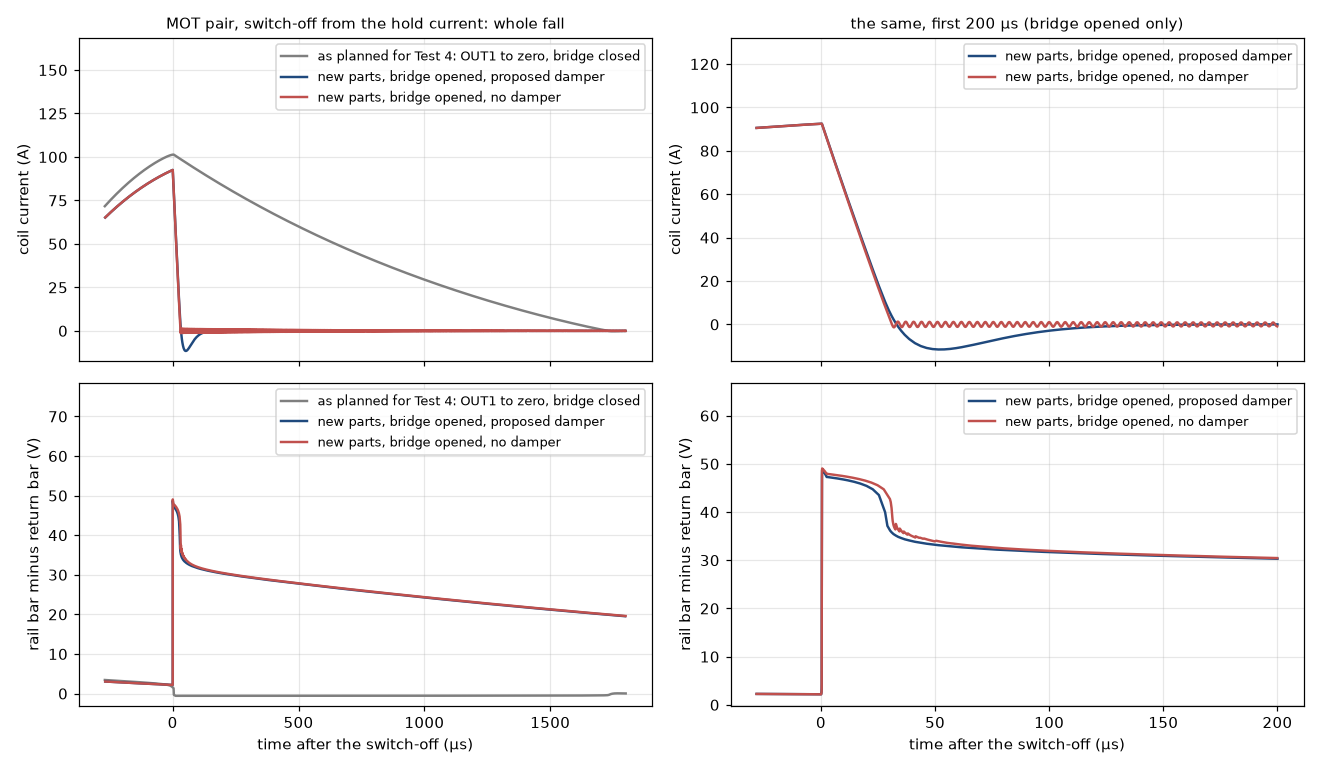 MOT pair, switch-off from the hold current: whole fall
coil current (A)
150
125
100
75
50
25
0
as planned for Test 4: OUT1 to zero, bridge closed
new parts, bridge opened, proposed damper
new parts, bridge opened, no damper
the same, first 200 µs (bridge opened only)
coil current (A)
120
100
80
60
40
20
0
new parts, bridge opened, proposed damper
new parts, bridge opened, no damper
rail bar minus return bar (V)
70
60
50
40
30
20
10
0
as planned for Test 4: OUT1 to zero, bridge closed
new parts, bridge opened, proposed damper
new parts, bridge opened, no damper
0
500
1000
1500
time after the switch-off (µs)
rail bar minus return bar (V)
60
50
40
30
20
10
0
new parts, bridge opened, proposed damper
new parts, bridge opened, no damper
0
50
100
150
200
time after the switch-off (µs)